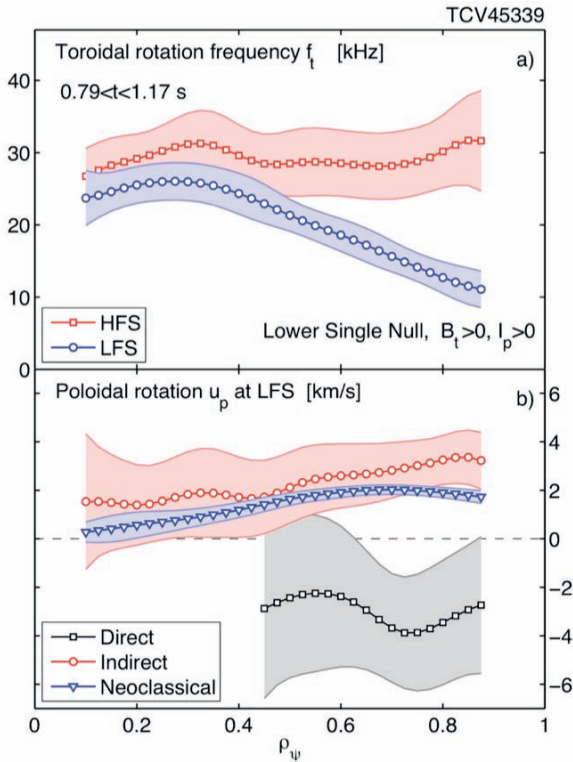 TCV45339
Toroidal rotation frequency f_t [kHz] a)
0.79<t<1.17 s
40
30
20
10
0
HFS
LFS
Lower Single Null, B_t>0, I_p>0
Poloidal rotation u_p at LFS [km/s] b)
6
4
2
0
−2
−4
−6
Direct
Indirect
Neoclassical
0 0.2 0.4 0.6 0.8 1
ρ_ψ